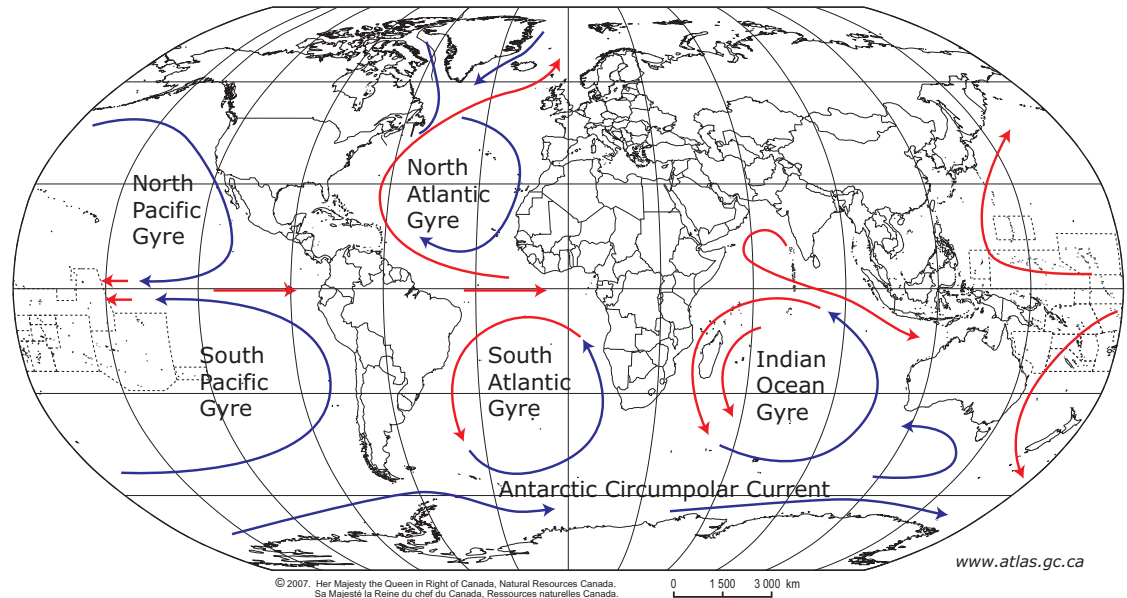 North
Pacific
Gyre
North
Atlantic
Gyre
South
Pacific
Gyre
South
Atlantic
Gyre
Indian
Ocean
Gyre
Antarctic Circumpolar Current
www.atlas.gc.ca
© 2007. Her Majesty the Queen in Right of Canada, Natural Resources Canada.
Sa Majesté la Reine du chef du Canada, Ressources naturelles Canada.
0 1 500 3 000 km